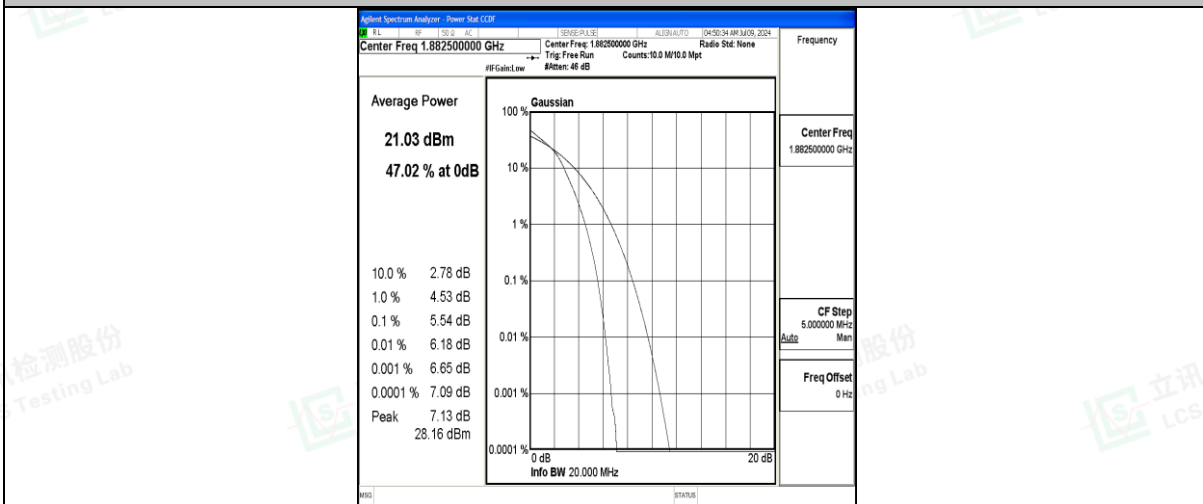 Agilent Spectrum Analyzer - Power Stat CCDF
RL RF 50 Ω AC SENSE:PULSE ALIGN AUTO 04:50:34 AM Jul 09, 2024
Center Freq 1.882500000 GHz
Center Freq: 1.882500000 GHz Radio Std: None
Trig: Free Run Counts:10.0 M/10.0 Mpt
#IFGain:Low #Atten: 46 dB
Frequency
Average Power
21.03 dBm
47.02 % at 0dB
10.0 % 2.78 dB
1.0 % 4.53 dB
0.1 % 5.54 dB
0.01 % 6.18 dB
0.001 % 6.65 dB
0.0001 % 7.09 dB
Peak 7.13 dB
28.16 dBm
Gaussian
100 %
10 %
1 %
0.1 %
0.01 %
0.001 %
0.0001 %
0 dB 20 dB
Info BW 20.000 MHz
Center Freq
1.882500000 GHz
CF Step
5.000000 MHz
Auto Man
Freq Offset
0 Hz
MSG STATUS
检测股份
Testing Lab
LCS
股份
ng Lab
立讯
LCS